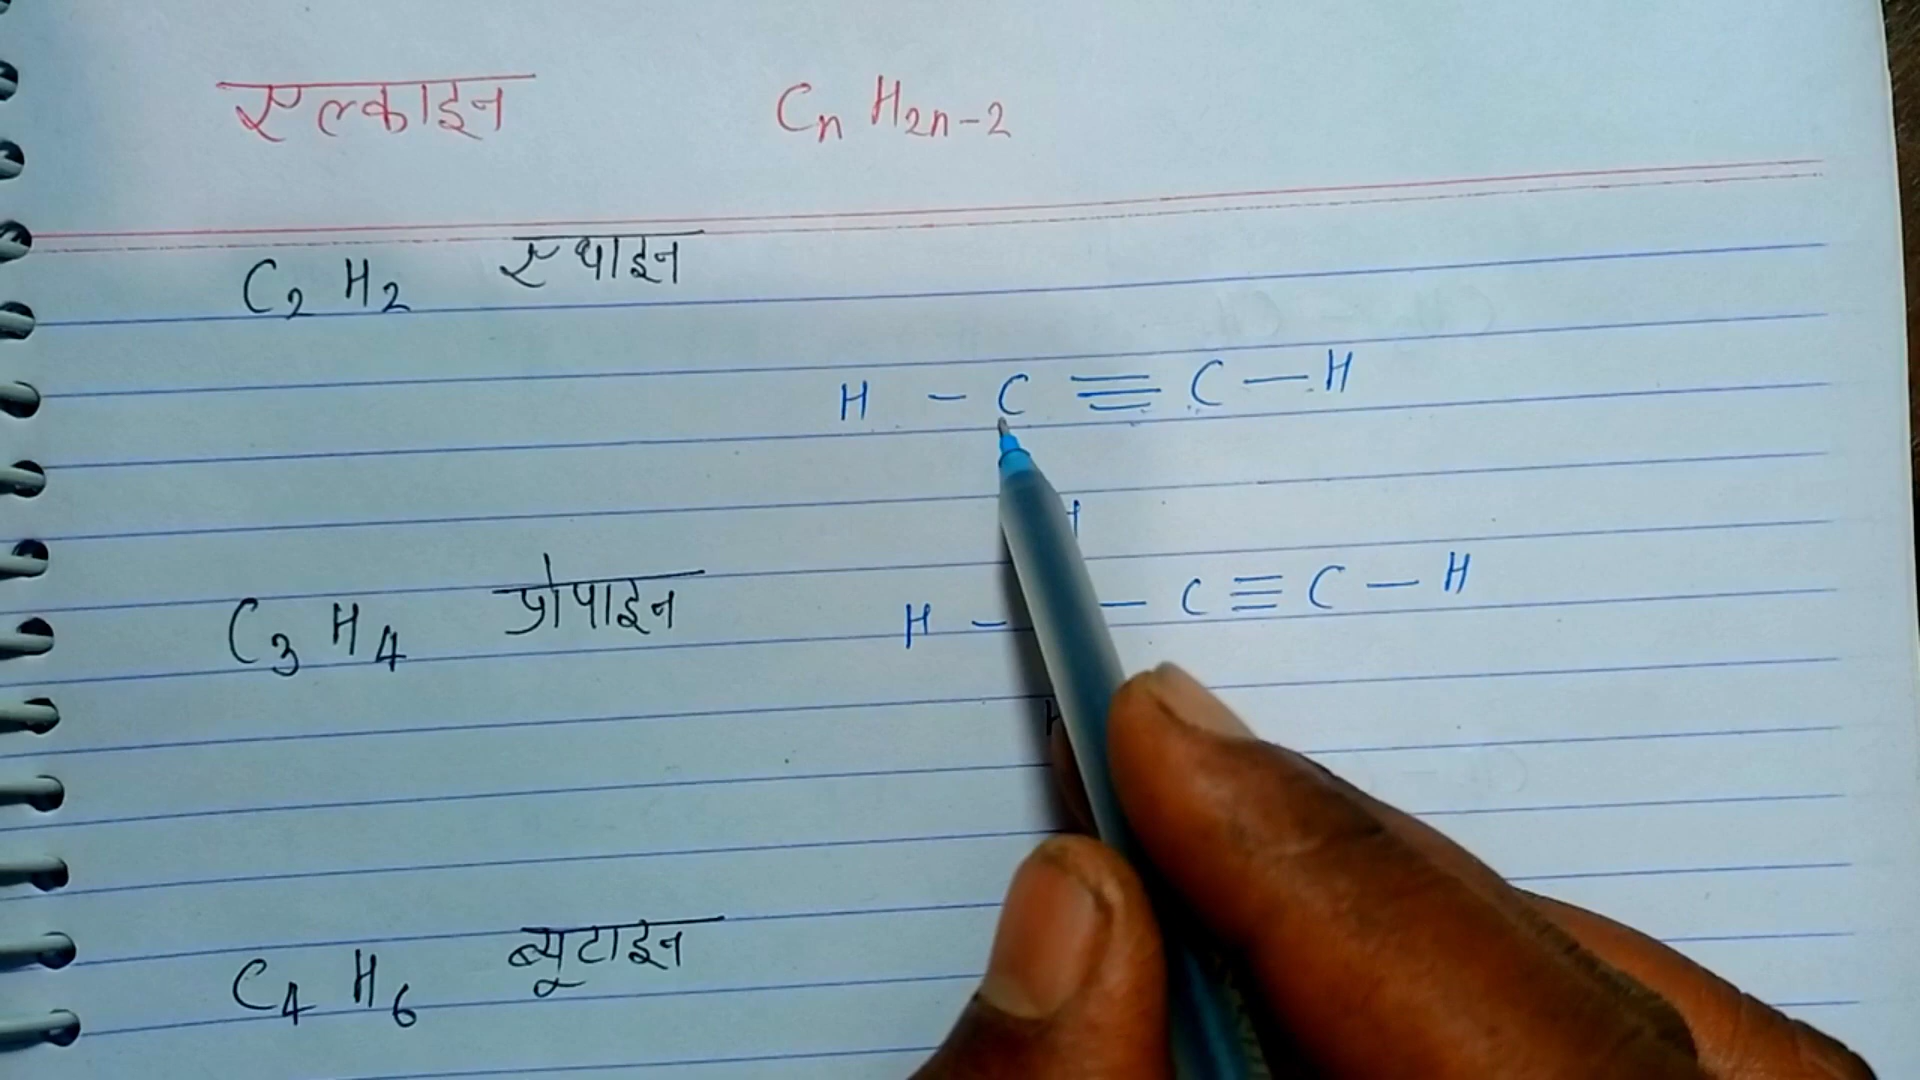 एल्काइन CnH2n-2
C2H2 एथाइन
H - C ≡ C - H
H - - C ≡ C - H
C3H4 प्रोपाइन
C4H6 ब्यूटाइन